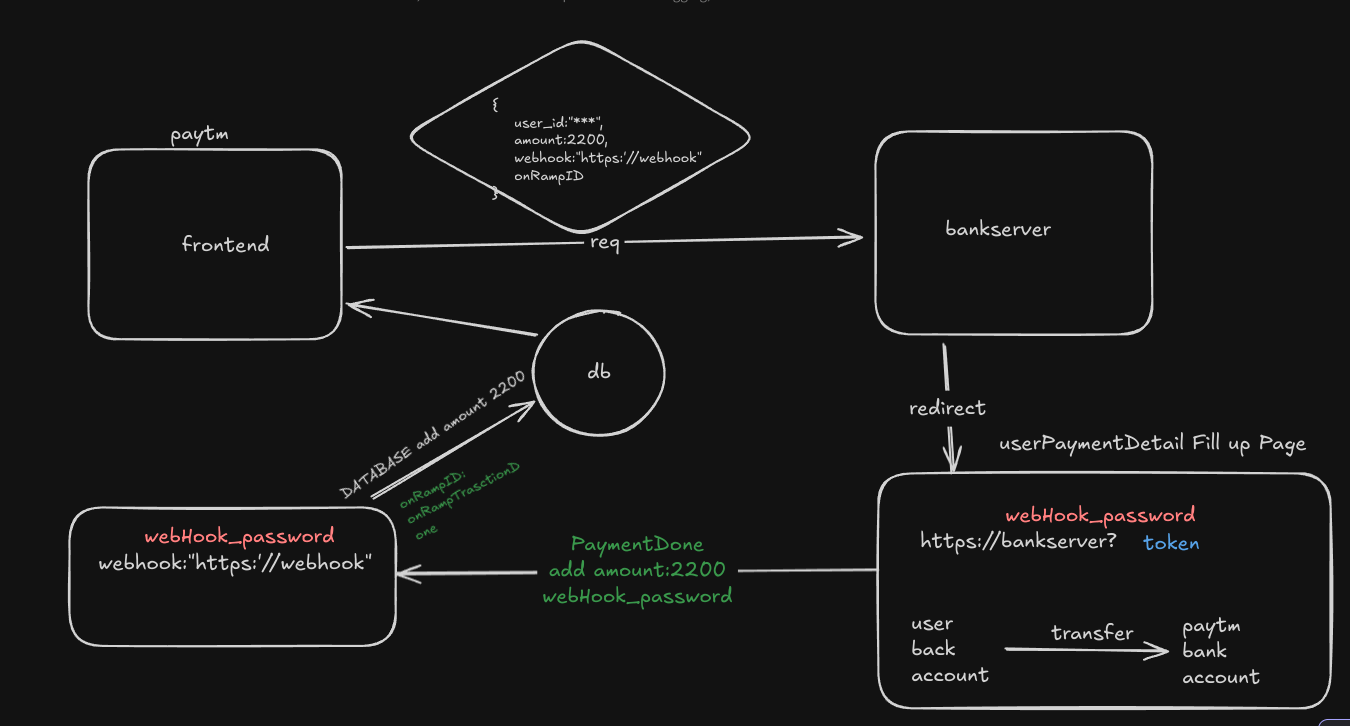 paytm
frontend
{
user_id:"***",
amount:2200,
webhook:"https:'//webhook"
onRampID
}
req
bankserver
db
redirect
userPaymentDetail Fill up Page
DATABASE add amount 2200
onRampID:
onRampTrasctionD
one
webHook_password
webhook:"https:'//webhook"
PaymentDone
add amount:2200
webHook_password
webHook_password
https://bankserver? token
user
back
account
transfer
paytm
bank
account